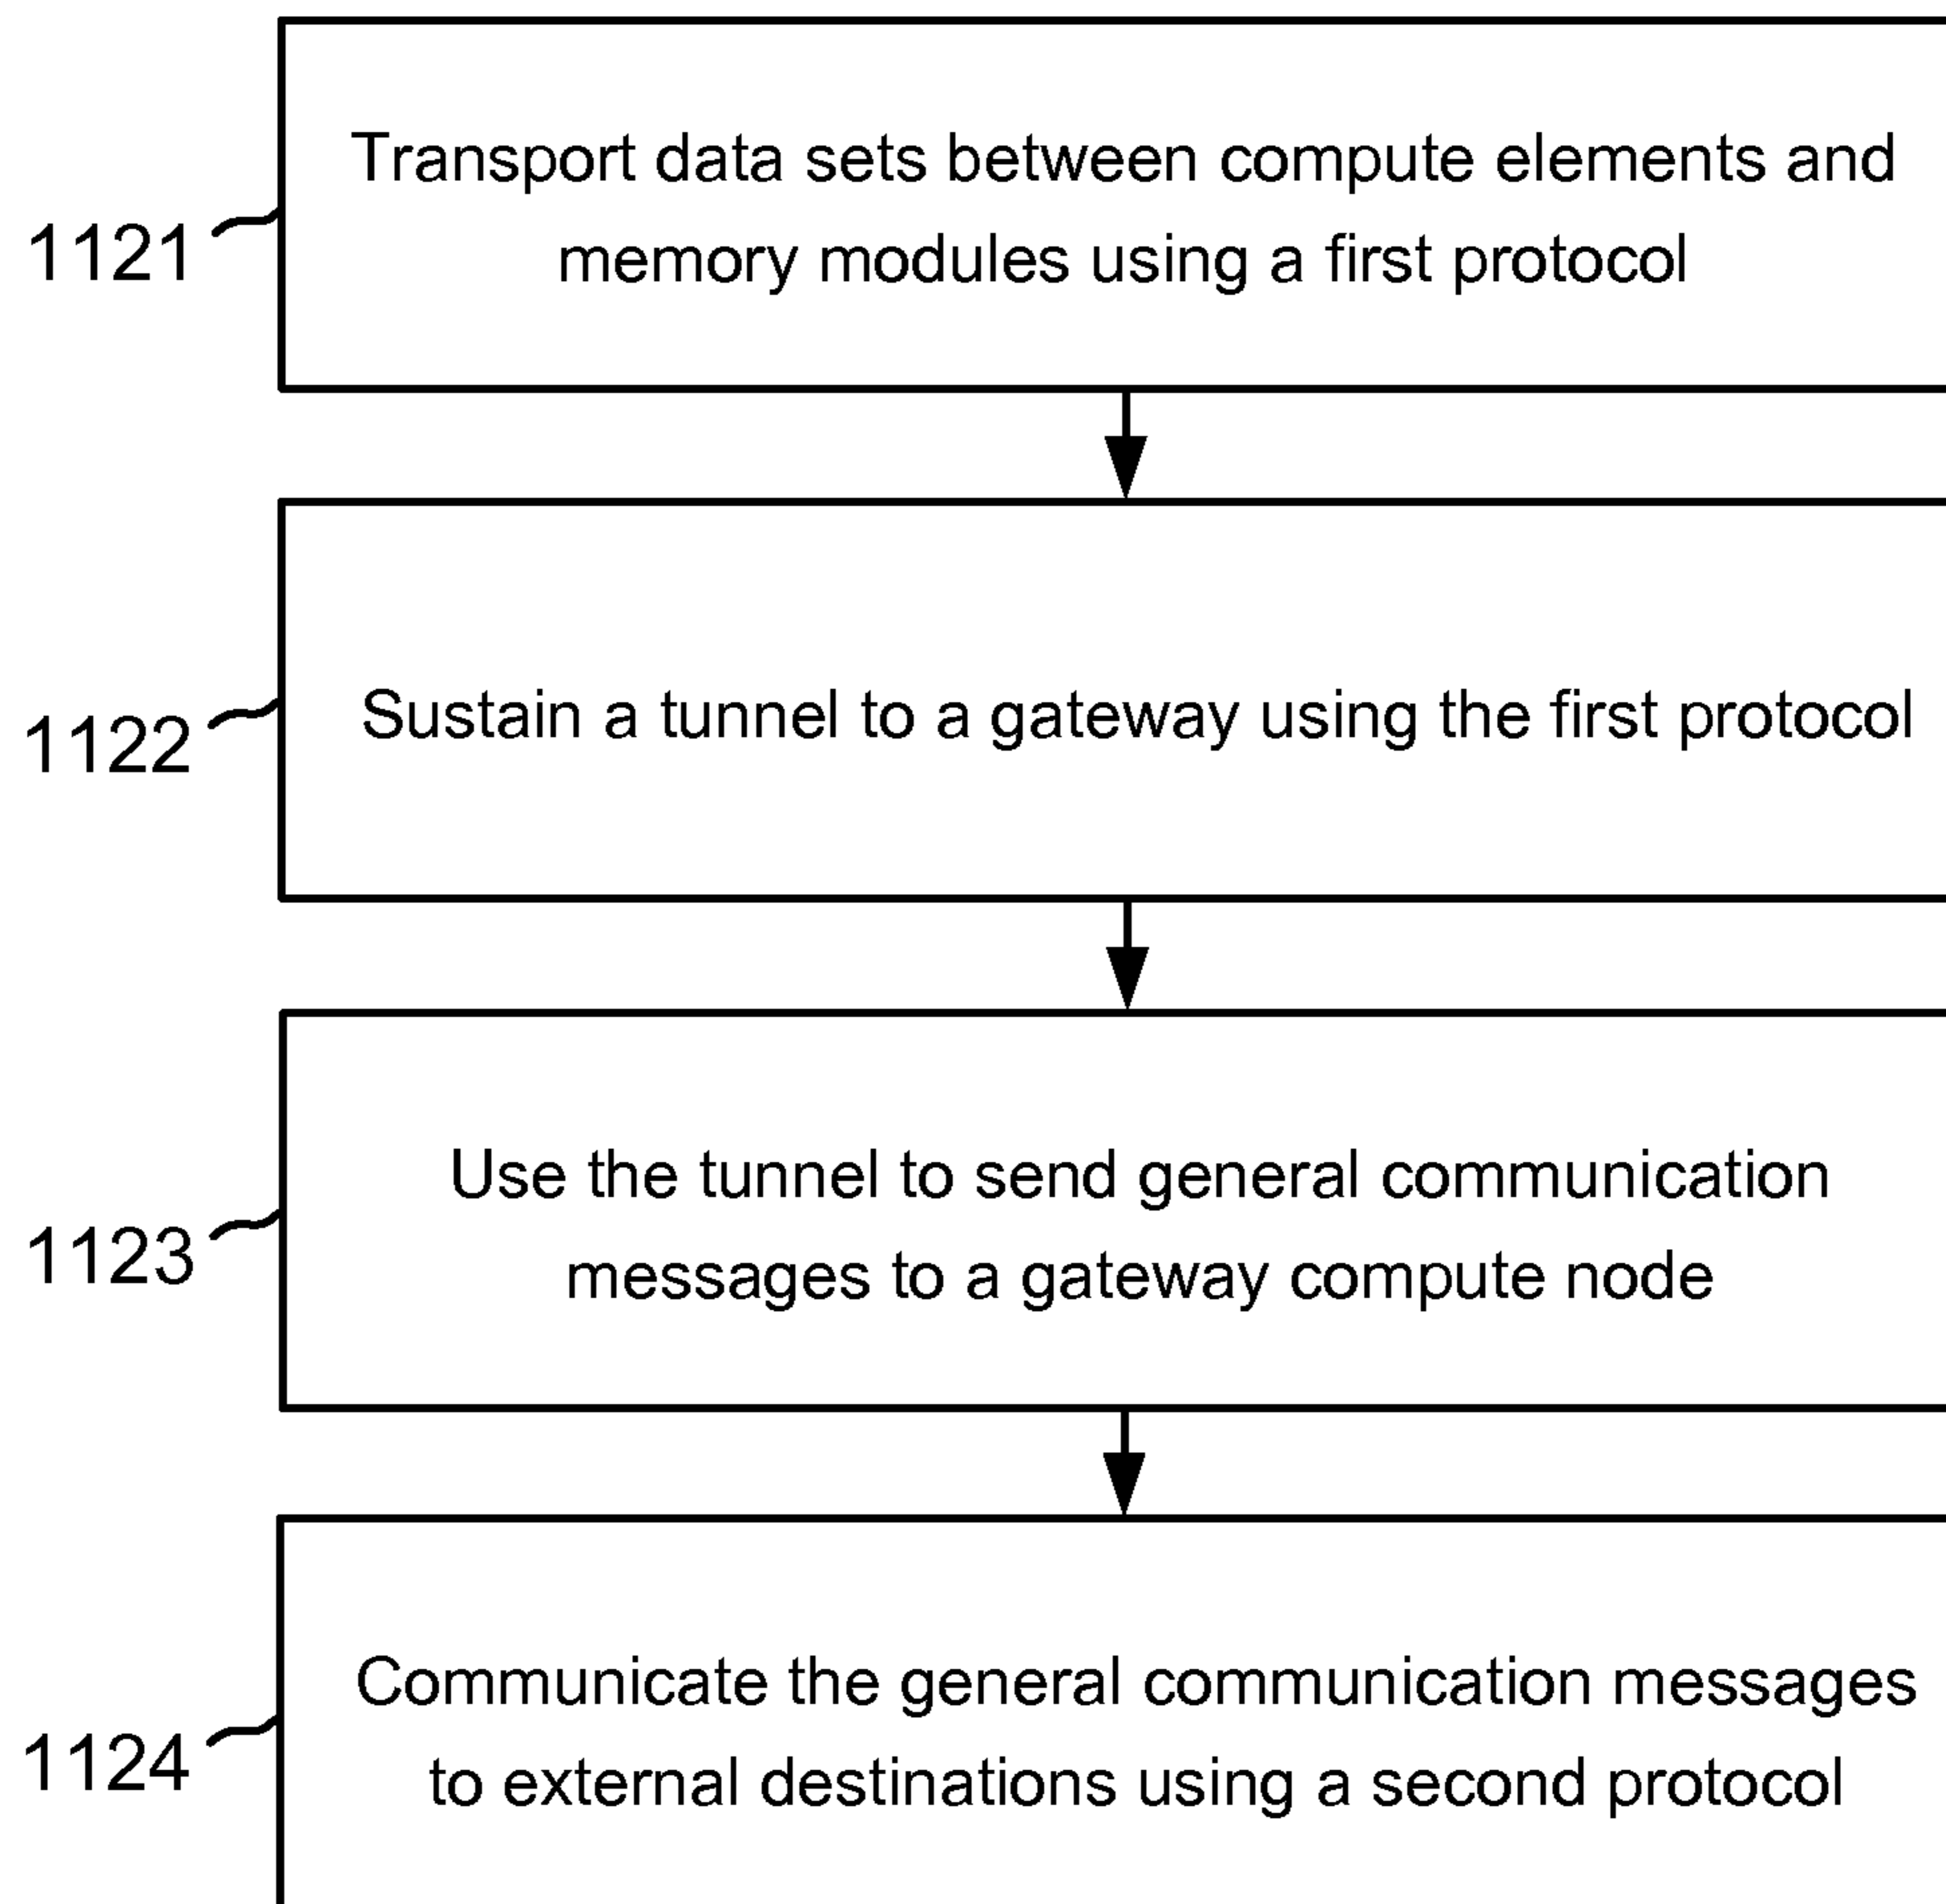 Transport data sets between compute elements and
memory modules using a first protocol
1121
Sustain a tunnel to a gateway using the first protocol
1122
Use the tunnel to send general communication
messages to a gateway compute node
1123
Communicate the general communication messages
to external destinations using a second protocol
1124